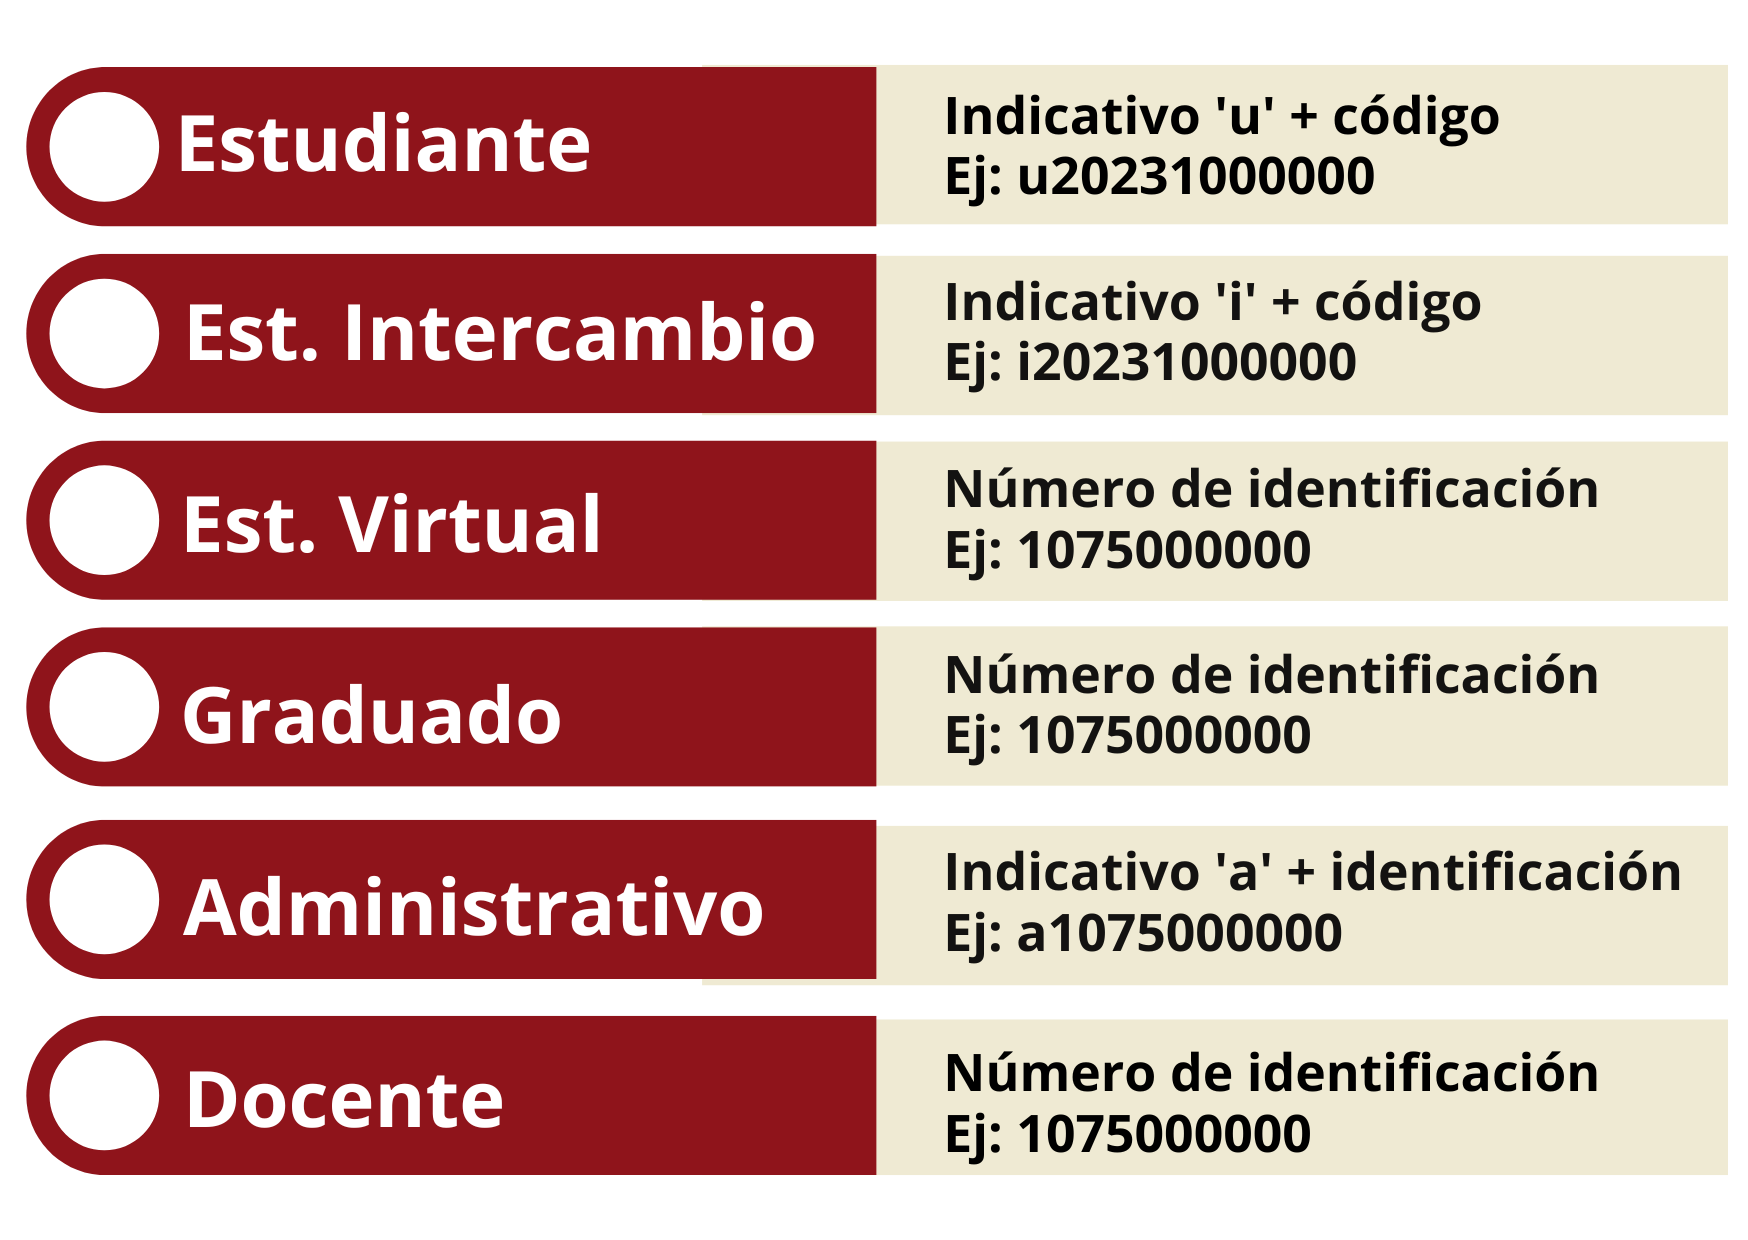 Estudiante
Indicativo 'u' + código
Ej: u20231000000
Est. Intercambio
Indicativo 'i' + código
Ej: i20231000000
Est. Virtual
Número de identificación
Ej: 1075000000
Graduado
Número de identificación
Ej: 1075000000
Administrativo
Indicativo 'a' + identificación
Ej: a1075000000
Docente
Número de identificación
Ej: 1075000000